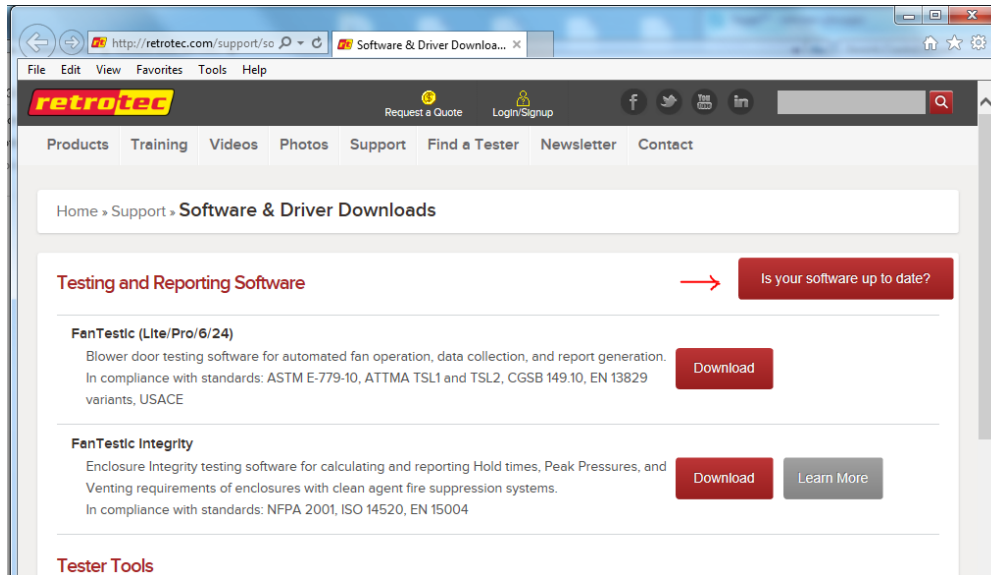 http://retrotec.com/support/so
Software & Driver Downloa...
File Edit View Favorites Tools Help
retrotec
Request a Quote Login/Signup
f You Tube in
Products Training Videos Photos Support Find a Tester Newsletter Contact
Home » Support » Software & Driver Downloads
Testing and Reporting Software
Is your software up to date?
FanTestic (Lite/Pro/6/24)
Blower door testing software for automated fan operation, data collection, and report generation.
In compliance with standards: ASTM E-779-10, ATTMA TSL1 and TSL2, CGSB 149.10, EN 13829
variants, USACE
Download
FanTestic Integrity
Enclosure Integrity testing software for calculating and reporting Hold times, Peak Pressures, and
Venting requirements of enclosures with clean agent fire suppression systems.
In compliance with standards: NFPA 2001, ISO 14520, EN 15004
Download Learn More
Tester Tools